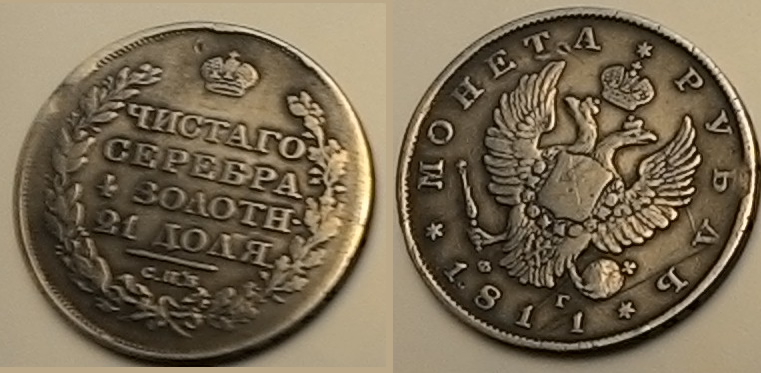 ЧИСТАГО
СЕРЕБРА
4 ЗОЛОТН·
21 ДОЛЯ
С.П.Б.
* МОНЕТА * РУБЛЬ *
1811
Ф Г